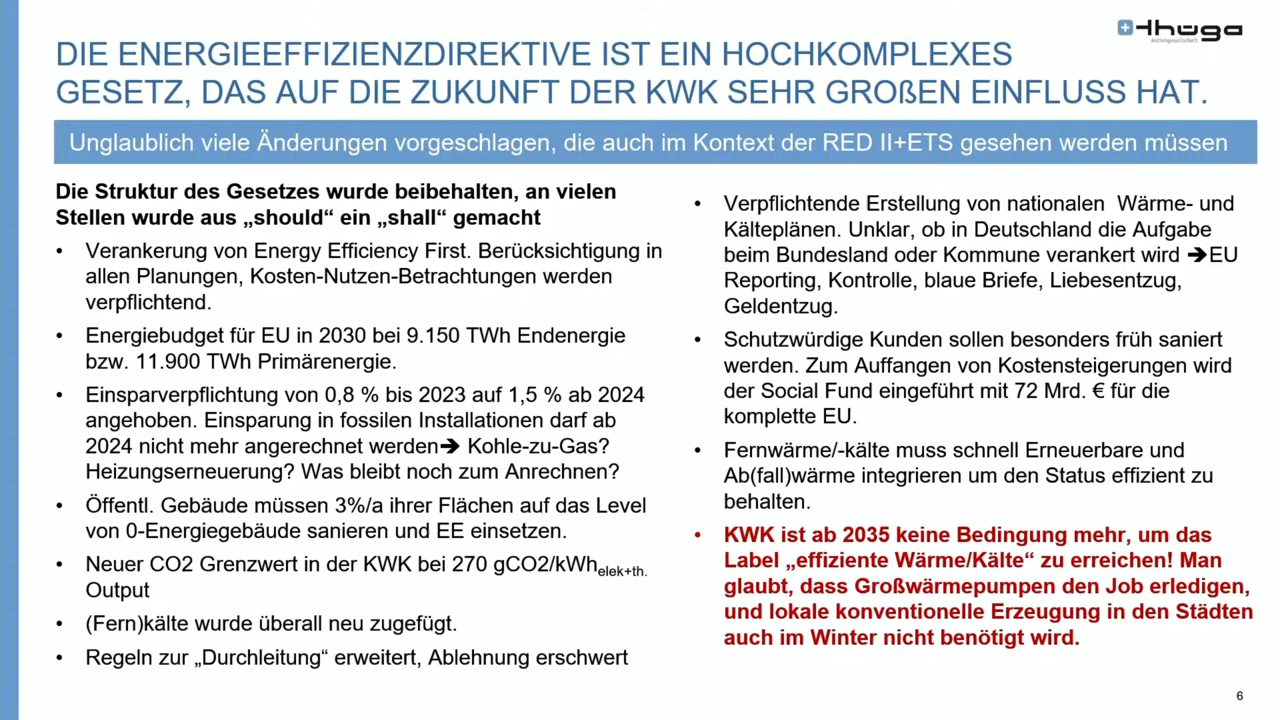 thüga
Aktiengesellschaft
DIE ENERGIEEFFIZIENZDIREKTIVE IST EIN HOCHKOMPLEXES
GESETZ, DAS AUF DIE ZUKUNFT DER KWK SEHR GROßEN EINFLUSS HAT.
Unglaublich viele Änderungen vorgeschlagen, die auch im Kontext der RED II+ETS gesehen werden müssen
Die Struktur des Gesetzes wurde beibehalten, an vielen
Stellen wurde aus „should“ ein „shall“ gemacht
• Verankerung von Energy Efficiency First. Berücksichtigung in
allen Planungen, Kosten-Nutzen-Betrachtungen werden
verpflichtend.
• Energiebudget für EU in 2030 bei 9.150 TWh Endenergie
bzw. 11.900 TWh Primärenergie.
• Einsparverpflichtung von 0,8 % bis 2023 auf 1,5 % ab 2024
angehoben. Einsparung in fossilen Installationen darf ab
2024 nicht mehr angerechnet werden➔ Kohle-zu-Gas?
Heizungserneuerung? Was bleibt noch zum Anrechnen?
• Öffentl. Gebäude müssen 3%/a ihrer Flächen auf das Level
von 0-Energiegebäude sanieren und EE einsetzen.
• Neuer CO2 Grenzwert in der KWK bei 270 gCO2/kWhelek+th.
Output
• (Fern)kälte wurde überall neu zugefügt.
• Regeln zur „Durchleitung“ erweitert, Ablehnung erschwert
• Verpflichtende Erstellung von nationalen Wärme- und
Kälteplänen. Unklar, ob in Deutschland die Aufgabe
beim Bundesland oder Kommune verankert wird ➔EU
Reporting, Kontrolle, blaue Briefe, Liebesentzug,
Geldentzug.
• Schutzwürdige Kunden sollen besonders früh saniert
werden. Zum Auffangen von Kostensteigerungen wird
der Social Fund eingeführt mit 72 Mrd. € für die
komplette EU.
• Fernwärme/-kälte muss schnell Erneuerbare und
Ab(fall)wärme integrieren um den Status effizient zu
behalten.
• KWK ist ab 2035 keine Bedingung mehr, um das
Label „effiziente Wärme/Kälte“ zu erreichen! Man
glaubt, dass Großwärmepumpen den Job erledigen,
und lokale konventionelle Erzeugung in den Städten
auch im Winter nicht benötigt wird.
6